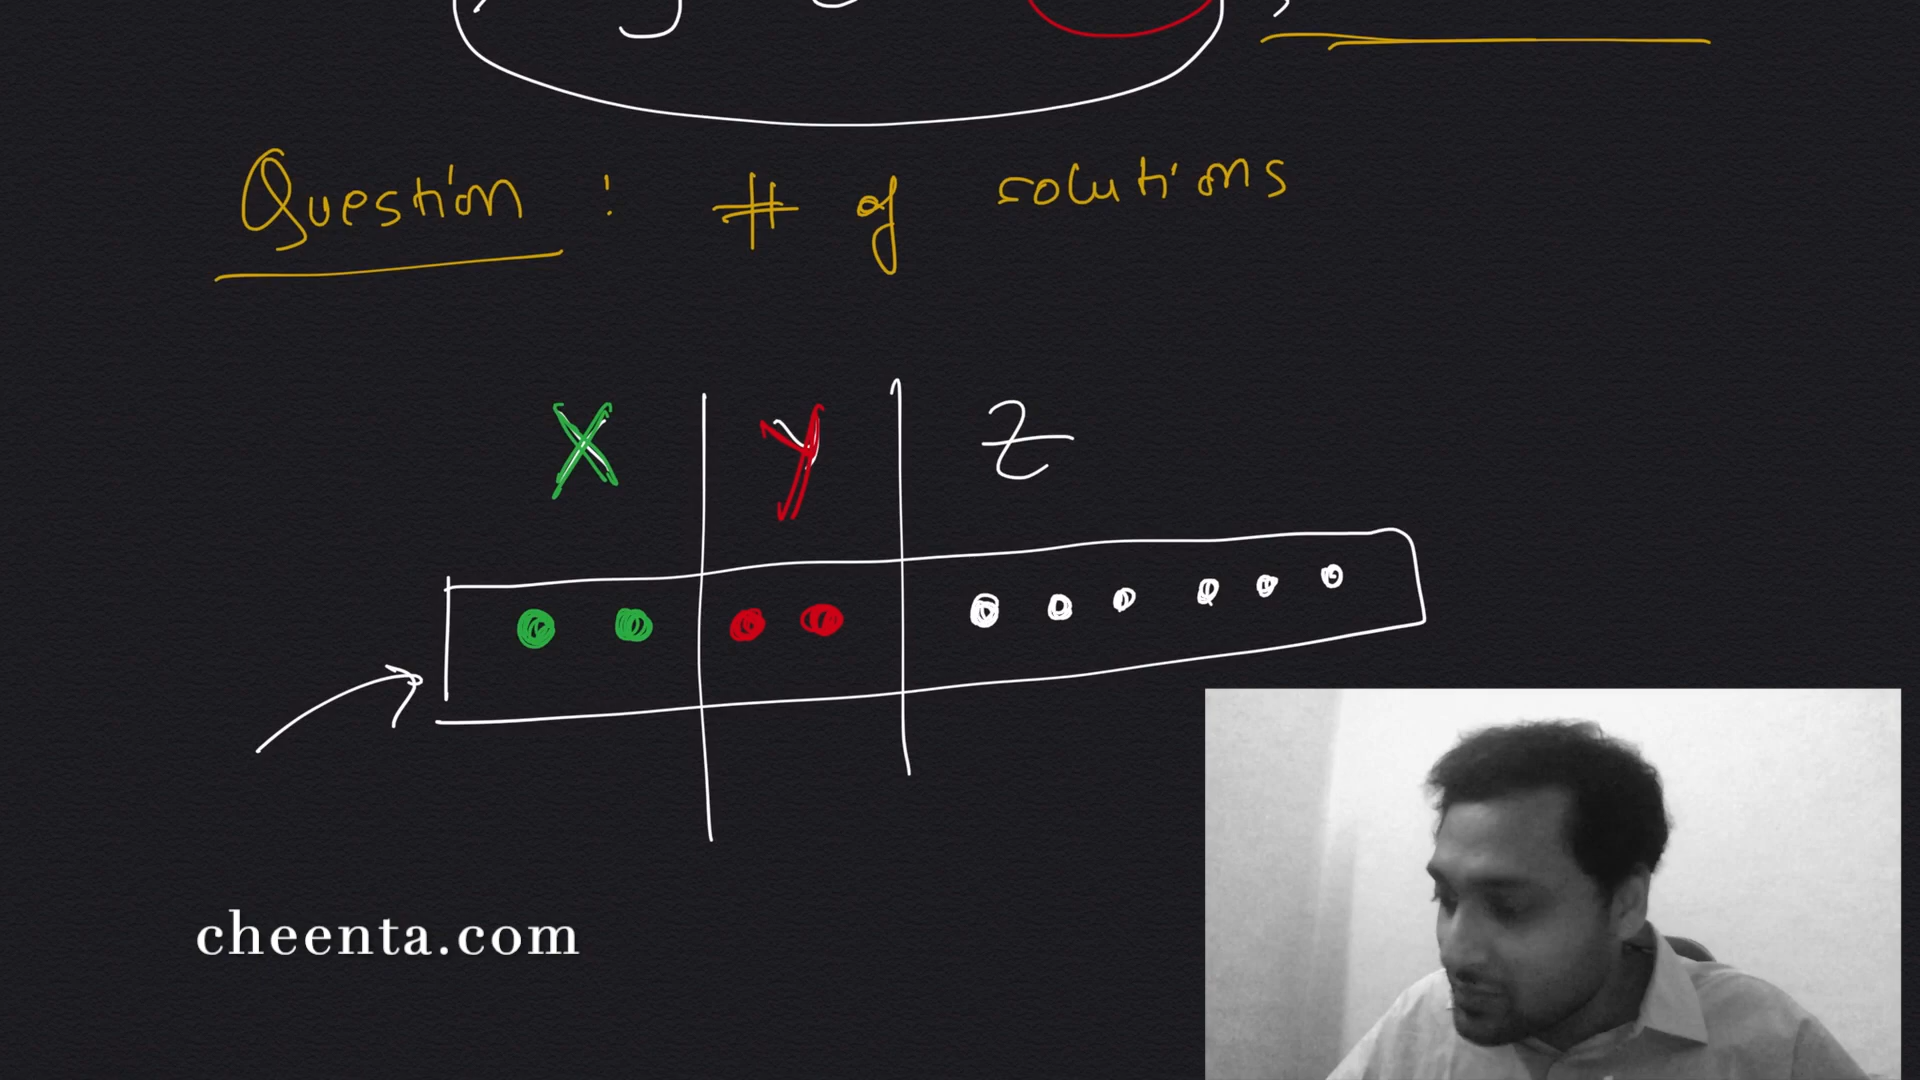 Question : # of solutions
X y z
cheenta.com